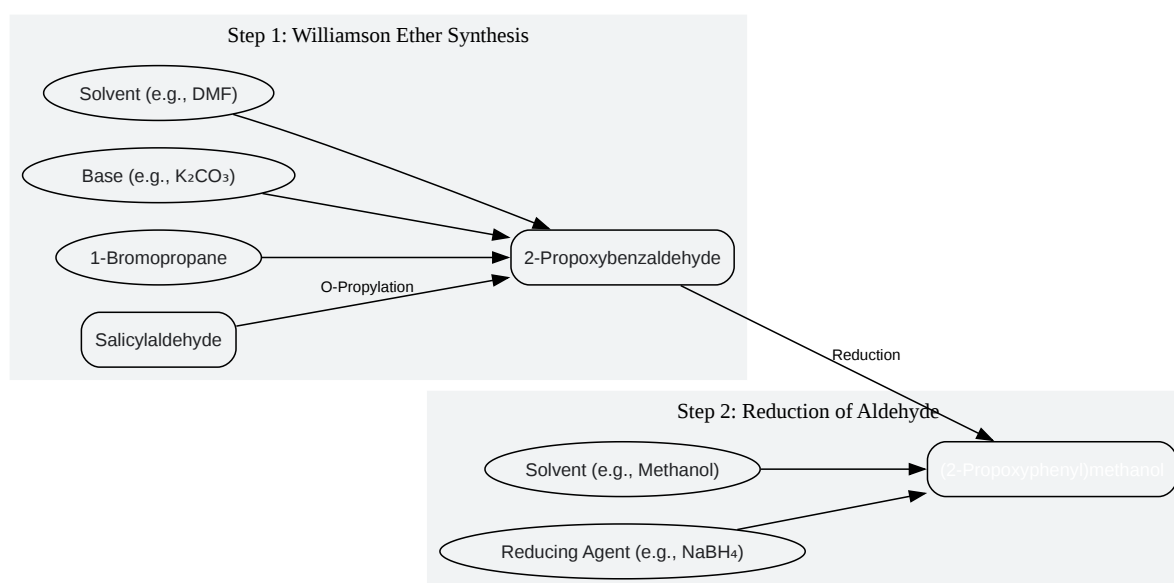 Step 1: Williamson Ether Synthesis
Solvent (e.g., DMF)
Base (e.g., K₂CO₃)
1-Bromopropane
2-Propoxybenzaldehyde
O-Propylation
Salicylaldehyde
Reduction
Step 2: Reduction of Aldehyde
Solvent (e.g., Methanol)
(2-Propoxyphenyl)methanol
Reducing Agent (e.g., NaBH₄)